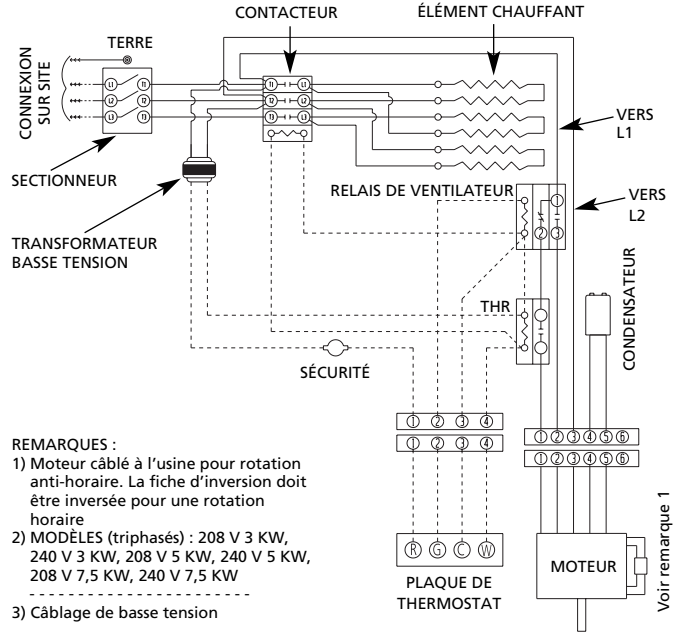 CONTACTEUR
ÉLÉMENT CHAUFFANT
TERRE
CONNEXION
SUR SITE
L1
T1
T1
L1
L2
T2
T2
L2
L3
T3
T3
L3
VERS
L1
SECTIONNEUR
RELAIS DE VENTILATEUR
VERS
L2
1
2
3
TRANSFORMATEUR
BASSE TENSION
CONDENSATEUR
THR
SÉCURITÉ
1 2 3 4
1 2 3 4
1 2 3 4 5 6
1 2 3 4 5 6
REMARQUES :
1) Moteur câblé à l'usine pour rotation
anti-horaire. La fiche d'inversion doit
être inversée pour une rotation
horaire
2) MODÈLES (triphasés) : 208 V 3 KW,
240 V 3 KW, 208 V 5 KW, 240 V 5 KW,
208 V 7,5 KW, 240 V 7,5 KW
- - - - - - - - - - - - - - - - - - - - - - - -
3) Câblage de basse tension
R G C W
PLAQUE DE
THERMOSTAT
MOTEUR
Voir remarque 1